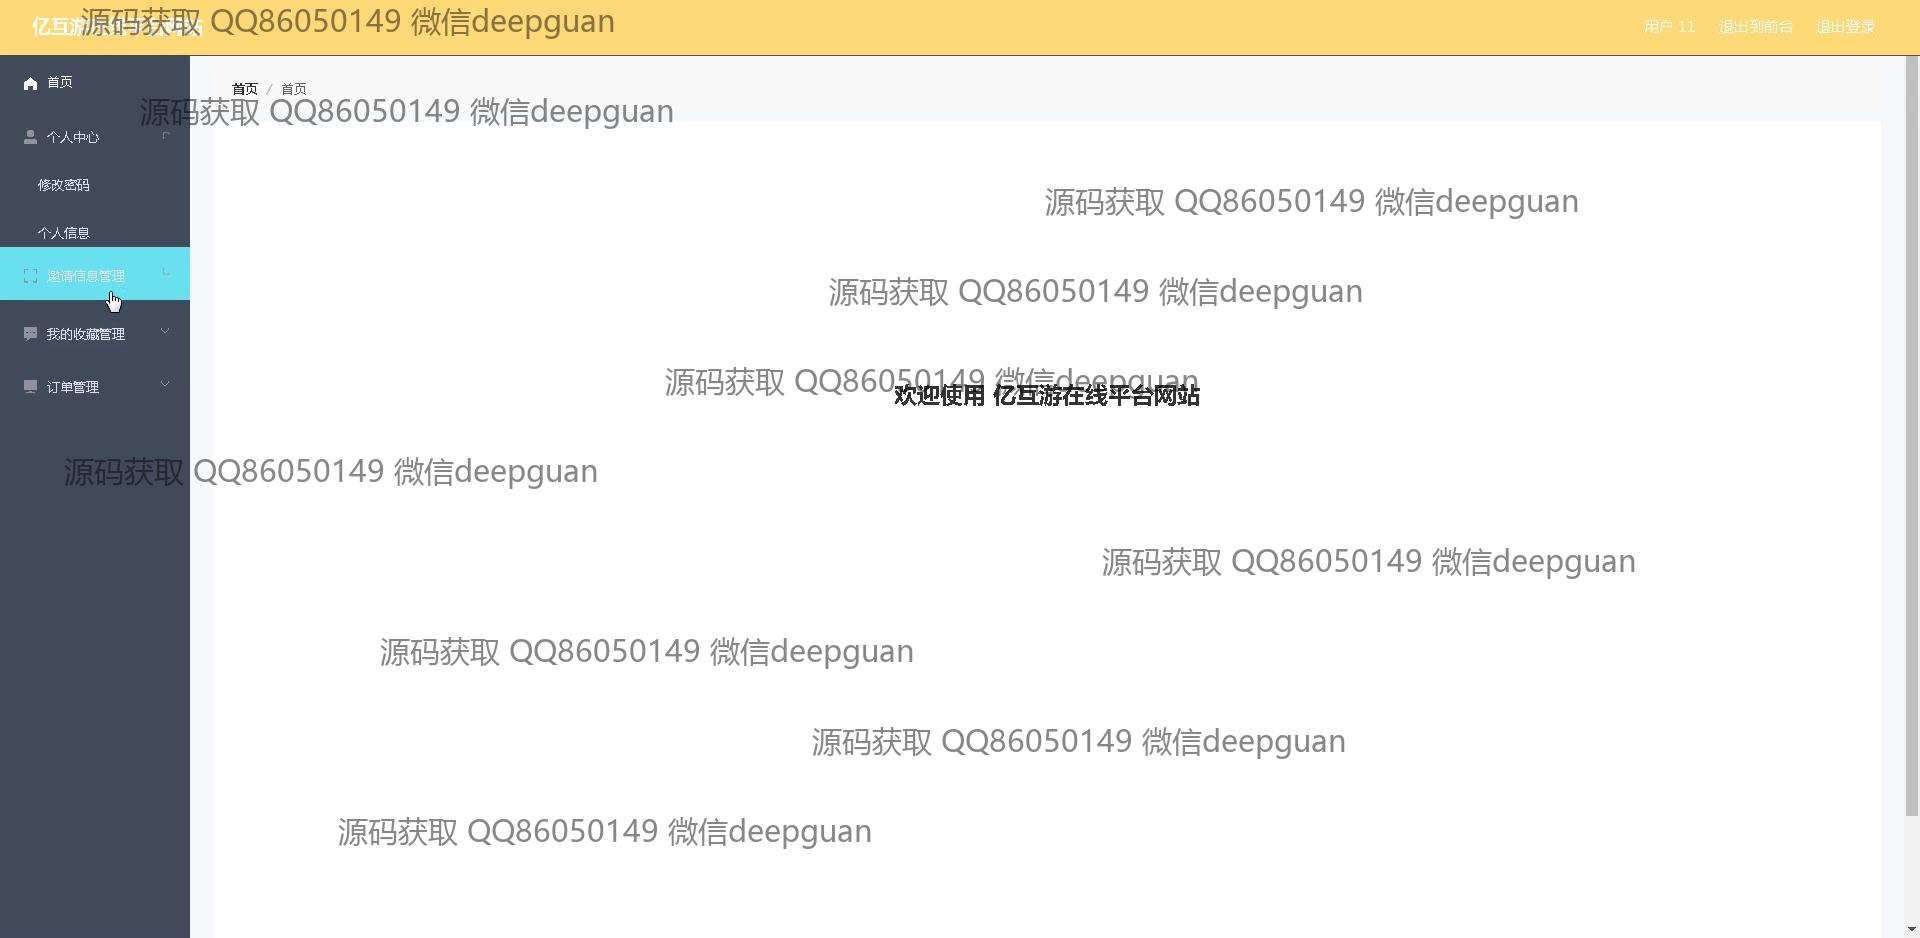 亿互游在线平台网站
源码获取 QQ86050149 微信deepguan
用户 11
退出到前台
退出登录
首页
首页 / 首页
源码获取 QQ86050149 微信deepguan
个人中心
修改密码
源码获取 QQ86050149 微信deepguan
个人信息
邀请信息管理
源码获取 QQ86050149 微信deepguan
我的收藏管理
订单管理
源码获取 QQ86050149 微信deepguan
欢迎使用 亿互游在线平台网站
源码获取 QQ86050149 微信deepguan
源码获取 QQ86050149 微信deepguan
源码获取 QQ86050149 微信deepguan
源码获取 QQ86050149 微信deepguan
源码获取 QQ86050149 微信deepguan